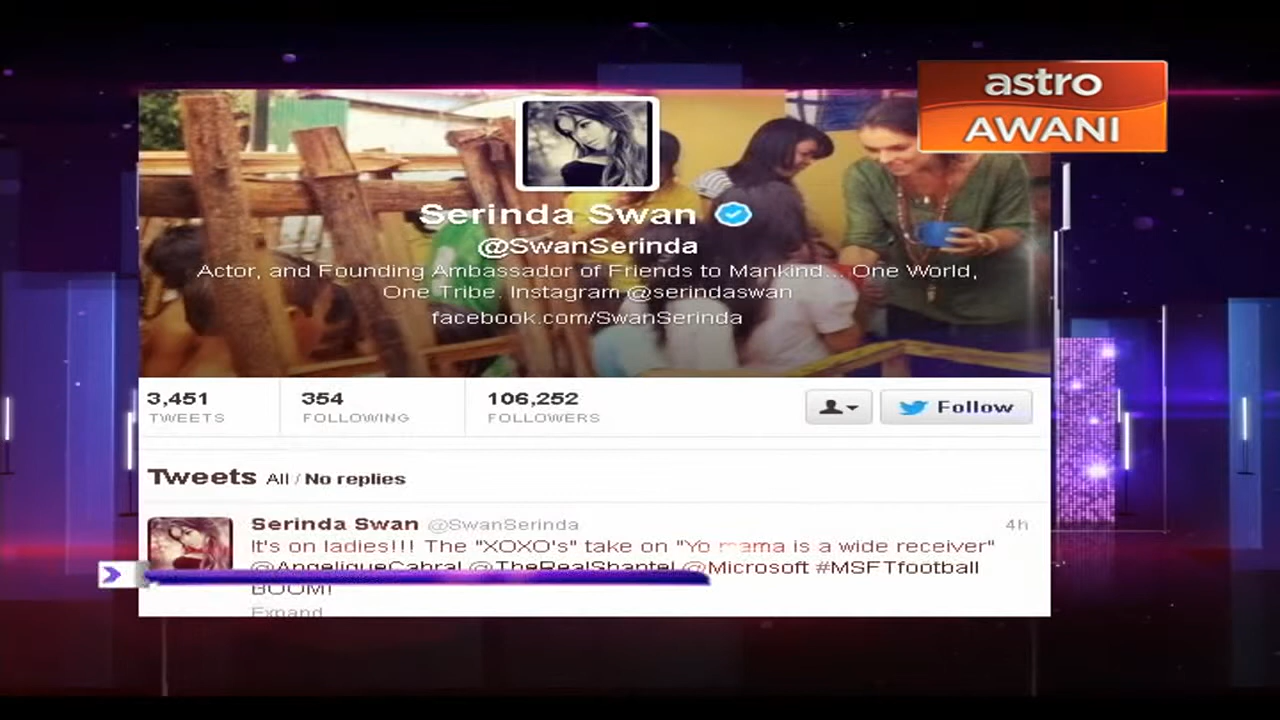 astro
AWANI
Serinda Swan
@SwanSerinda
Actor, and Founding Ambassador of Friends to Mankind... One World,
One Tribe. Instagram @serindaswan
facebook.com/SwanSerinda
3,451
TWEETS
354
FOLLOWING
106,252
FOLLOWERS
Follow
Tweets All / No replies
Serinda Swan @SwanSerinda 4h
It's on ladies!!! The "XOXO's" take on "Yo mama is a wide receiver"
@AngeliqueCabral @TheRealShantel @Microsoft #MSFTfootball
BOOM!
Expand